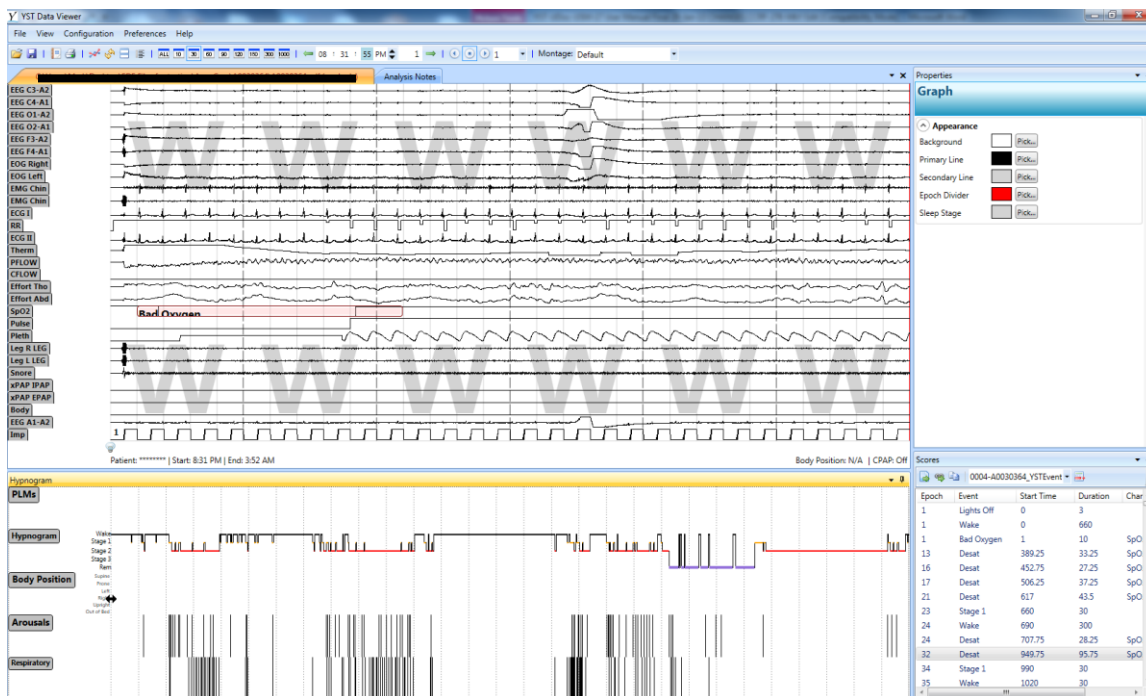 YST Data Viewer
File View Configuration Preferences Help
ALL 10 30 60 90 120 150 200 300 1000 08 : 31 : 55 PM 1 1 Montage: Default
Analysis Notes
EEG C3-A2
EEG C4-A1
EEG O1-A2
EEG O2-A1
EEG F3-A2
EEG F4-A1
EOG Right
EOG Left
EMG Chin
EMG Chin
ECG I
RR
ECG II
Therm
PFLOW
CFLOW
Effort Tho
Effort Abd
SpO2
Pulse
Pleth
Leg R LEG
Leg L LEG
Snore
xPAP IPAP
xPAP EPAP
Body
EEG A1-A2
Imp
W W W W W W
Bad Oxygen
W W W W W W
1
Patient: ******** | Start: 8:31 PM | End: 3:52 AM
Body Position: N/A | CPAP: Off
Properties
Graph
Appearance
Background Pick...
Primary Line Pick...
Secondary Line Pick...
Epoch Divider Pick...
Sleep Stage Pick...
Hypnogram
PLMs
Hypnogram
Wake
Stage 1
Stage 2
Stage 3
Rem
Body Position
Supine
Prone
Left
Upright
Out of Bed
Arousals
Respiratory
Scores
0004-A0030364_YSTEvent
Epoch Event Start Time Duration Char
1 Lights Off 0 3
1 Wake 0 660
1 Bad Oxygen 1 10 SpO
13 Desat 389.25 33.25 SpO
16 Desat 452.75 27.25 SpO
17 Desat 506.25 37.25 SpO
21 Desat 617 43.5 SpO
23 Stage 1 660 30
24 Wake 690 300
24 Desat 707.75 28.25 SpO
32 Desat 949.75 95.75 SpO
34 Stage 1 990 30
35 Wake 1020 30